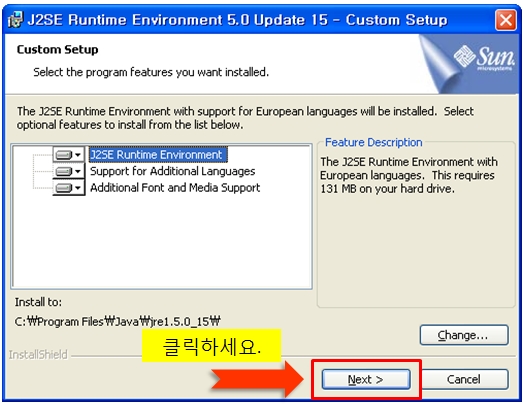 J2SE Runtime Environment 5.0 Update 15 - Custom Setup
Custom Setup
Select the program features you want installed.
Sun
microsystems
The J2SE Runtime Environment with support for European languages will be installed. Select
optional features to install from the list below.
J2SE Runtime Environment
Support for Additional Languages
Additional Font and Media Support
Feature Description
The J2SE Runtime Environment with
European languages. This requires
131 MB on your hard drive.
Install to:
C:₩Program Files₩Java₩jre1.5.0_15₩
Change...
InstallShield
클릭하세요.
Next >
Cancel